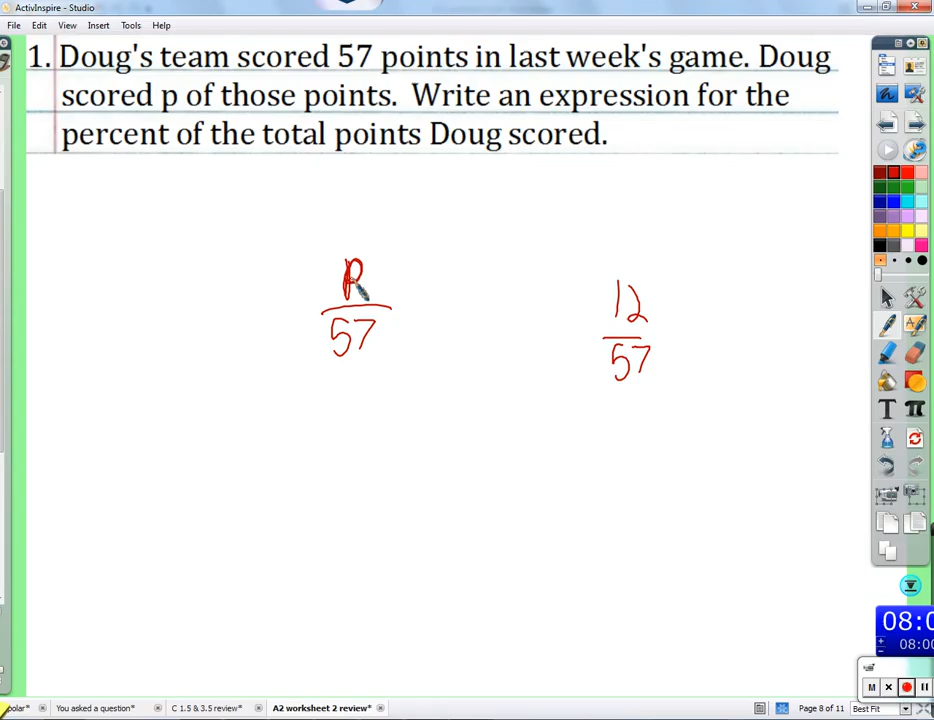 ActivInspire - Studio
File Edit View Insert Tools Help
1. Doug's team scored 57 points in last week's game. Doug
scored p of those points. Write an expression for the
percent of the total points Doug scored.
p
57
12
57
T π
08:0
08:00
M
polar* You asked a question* C 1.5 & 3.5 review* A2 worksheet 2 review* Page 8 of 11 Best Fit